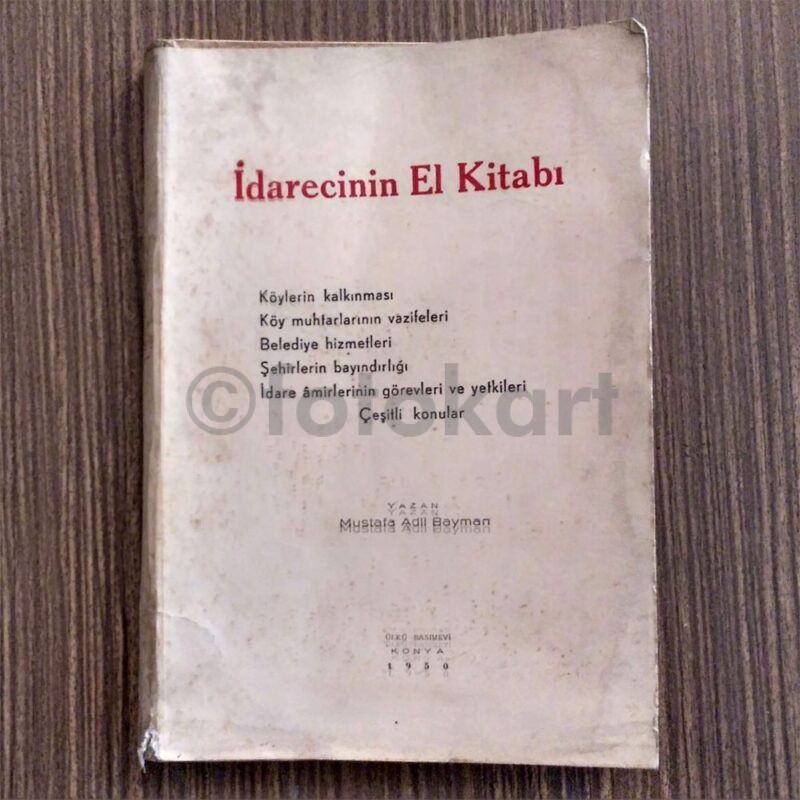 İdarecinin El Kitabı
Köylerin kalkınması
Köy muhtarlarının vazifeleri
Belediye hizmetleri
Şehirlerin bayındırlığı
İdare âmirlerinin görevleri ve yetkileri
Çeşitli konular
©fotokart
YAZAN
Mustafa Adil Bayman
ÜLKÜ BASIMEVİ
KONYA
1950